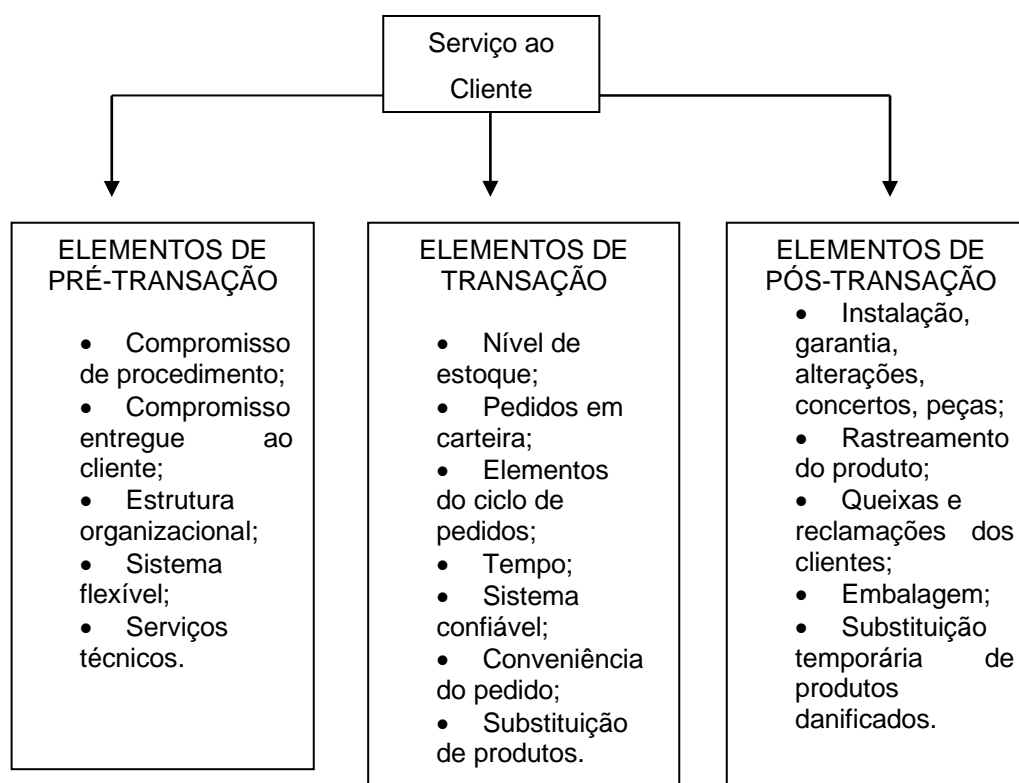 Serviço ao
Cliente
ELEMENTOS DE
PRÉ-TRANSAÇÃO
• Compromisso
de procedimento;
• Compromisso
entregue ao
cliente;
• Estrutura
organizacional;
• Sistema
flexível;
• Serviços
técnicos.
ELEMENTOS DE
TRANSAÇÃO
• Nível de
estoque;
• Pedidos em
carteira;
• Elementos
do ciclo de
pedidos;
• Tempo;
• Sistema
confiável;
• Conveniência
do pedido;
• Substituição
de produtos.
ELEMENTOS DE
PÓS-TRANSAÇÃO
• Instalação,
garantia,
alterações,
concertos, peças;
• Rastreamento
do produto;
• Queixas e
reclamações dos
clientes;
• Embalagem;
• Substituição
temporária de
produtos
danificados.